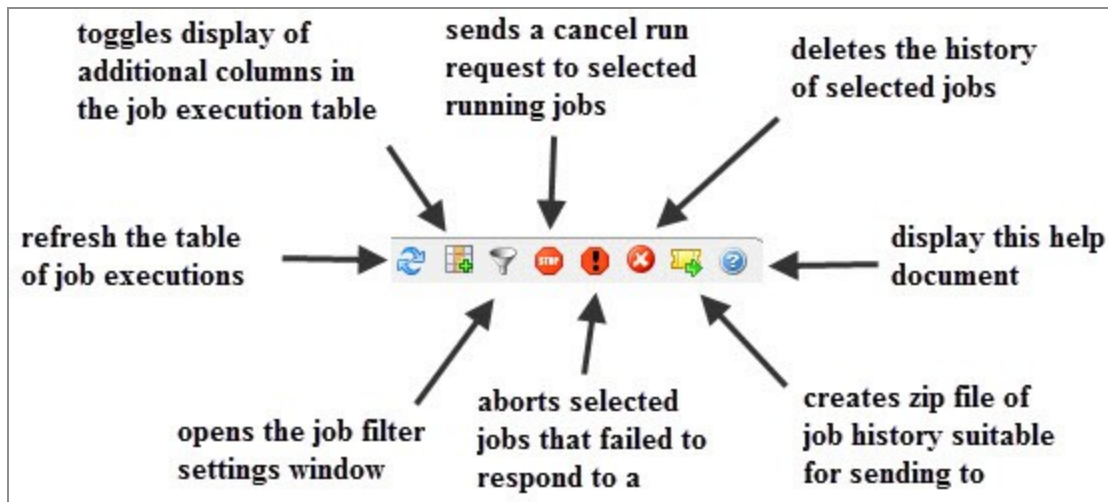 toggles display of
additional columns in
the job execution table
sends a cancel run
request to selected
running jobs
deletes the history
of selected jobs
refresh the table
of job executions
STOP
display this help
document
opens the job filter
settings window
aborts selected
jobs that failed to
respond to a
creates zip file of
job history suitable
for sending to